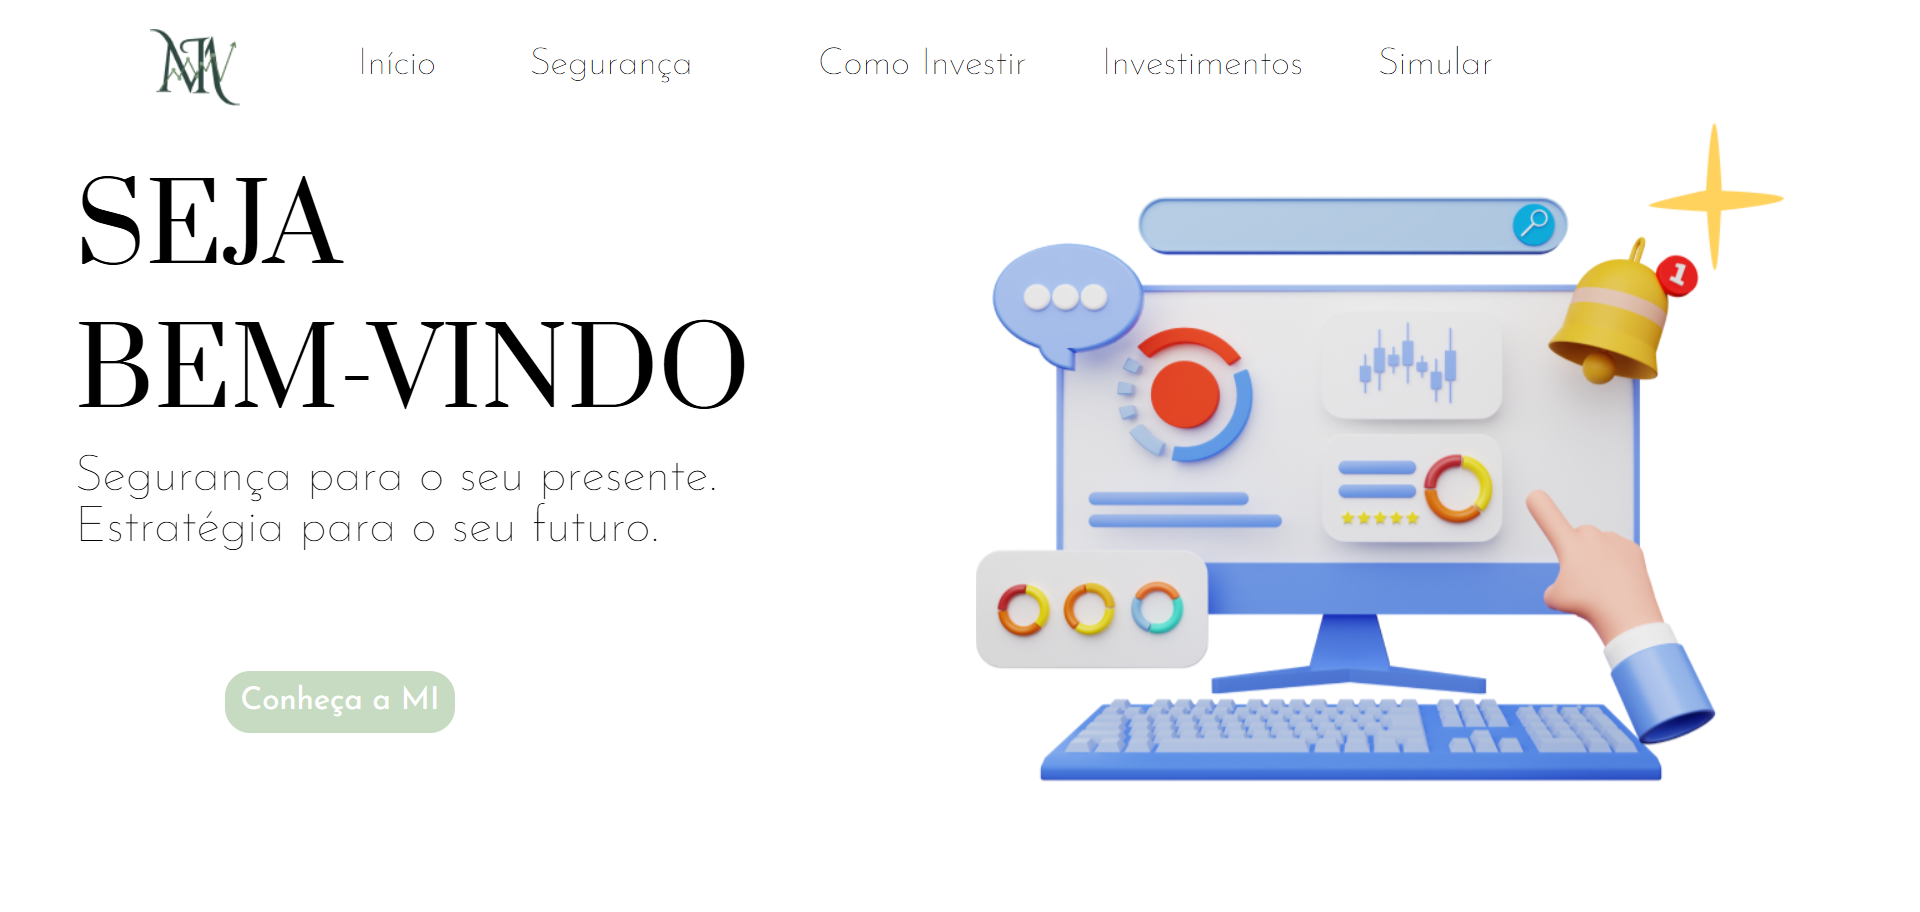 Início
Segurança
Como Investir
Investimentos
Simular
SEJA
BEM-VINDO
Segurança para o seu presente.
Estratégia para o seu futuro.
Conheça a MI
1